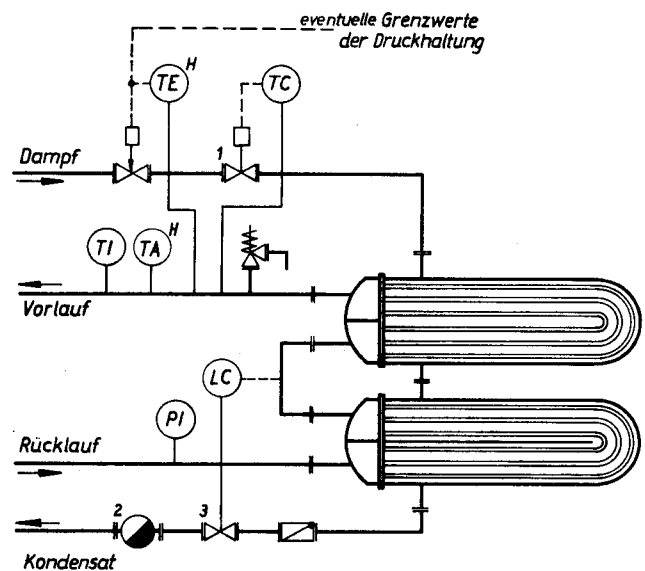 eventuelle Grenzwerte
der Druckhaltung
TE H
TC
1
Dampf
TI
TA H
Vorlauf
LC
PI
Rücklauf
2
3
Kondensat